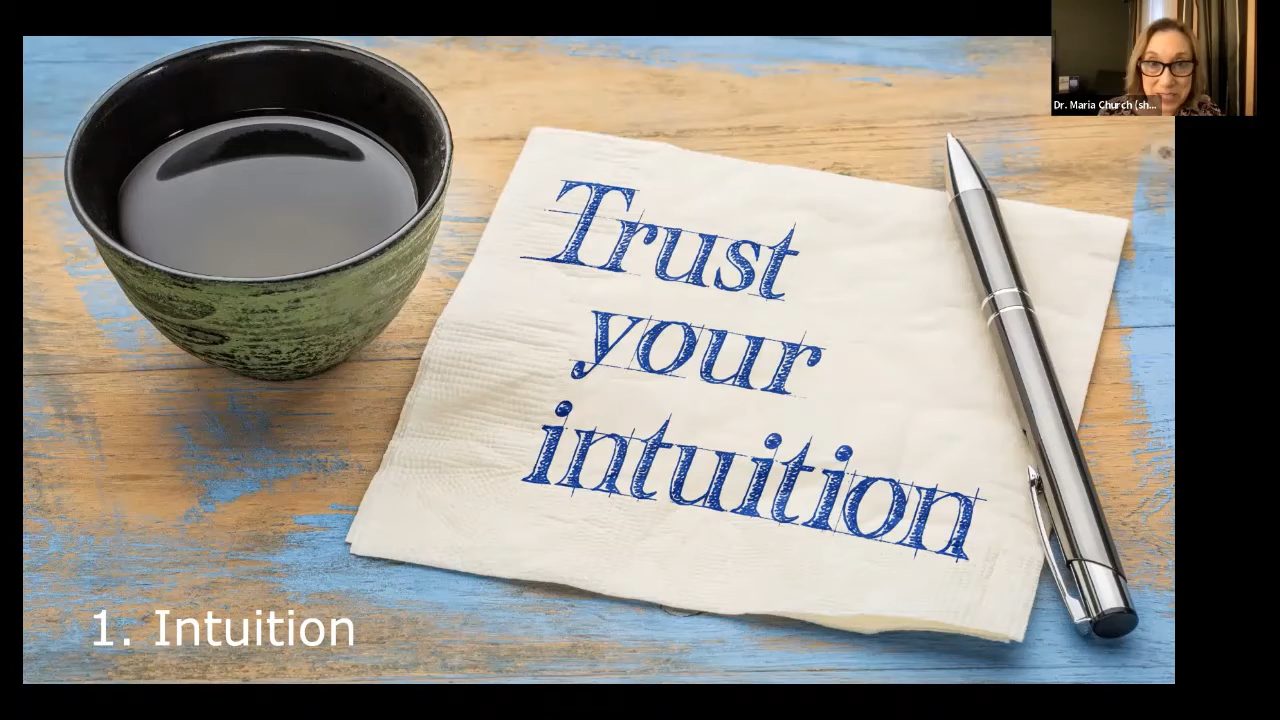 Dr. Maria Church (sh...
Trust
your
intuition
1. Intuition